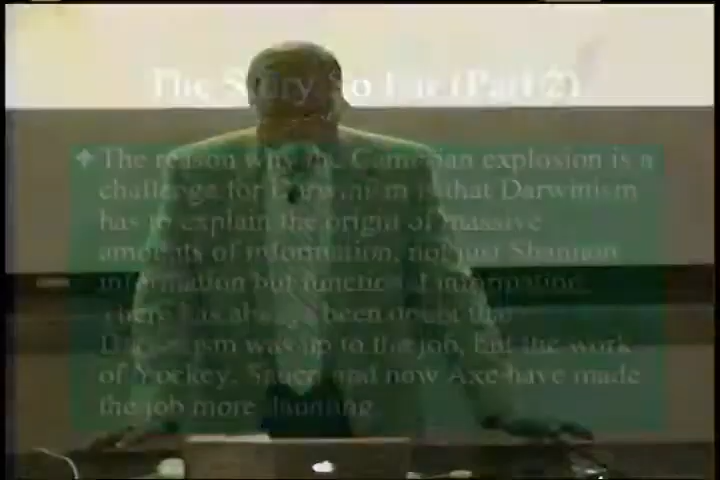 The Story So Far (Part 2)
The reason why the Cambrian explosion is a
challenge for Darwinism is that Darwinism
has to explain the origin of massive
amounts of information, not just Shannon
information but functional information.
There has always been doubt that
Darwinism was up to the job, but the work
of Yockey, Sauer, and now Axe have made
the job more daunting.